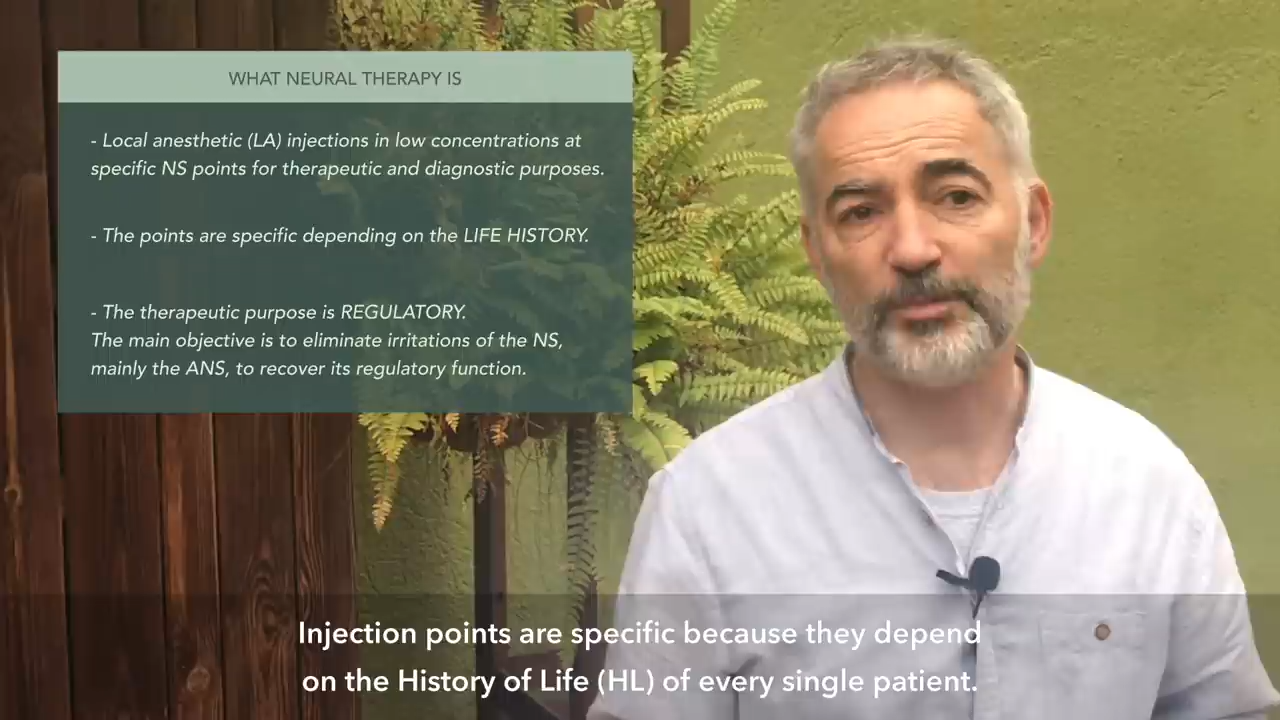 WHAT NEURAL THERAPY IS
- Local anesthetic (LA) injections in low concentrations at
specific NS points for therapeutic and diagnostic purposes.
- The points are specific depending on the LIFE HISTORY.
- The therapeutic purpose is REGULATORY.
The main objective is to eliminate irritations of the NS,
mainly the ANS, to recover its regulatory function.
Injection points are specific because they depend
on the History of Life (HL) of every single patient.